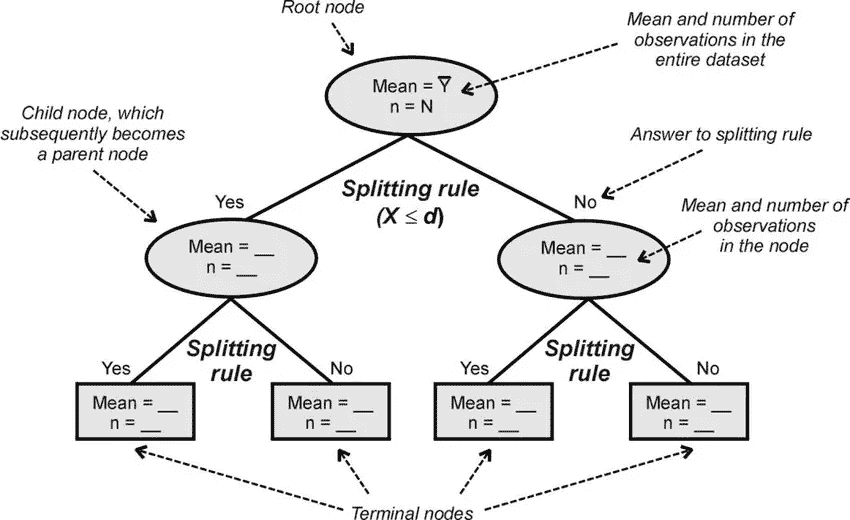 Root node
Mean and number of
observations in the
entire dataset
Mean = Y̅
n = N
Child node, which
subsequently becomes
a parent node
Answer to splitting rule
Yes
Splitting rule
(X ≤ d)
No
Mean and number of
observations
in the node
Mean = __
n = __
Mean = __
n = __
Yes
Splitting
rule
No
Yes
Splitting
rule
No
Mean = __
n = __
Mean = __
n = __
Mean = __
n = __
Mean = __
n = __
Terminal nodes